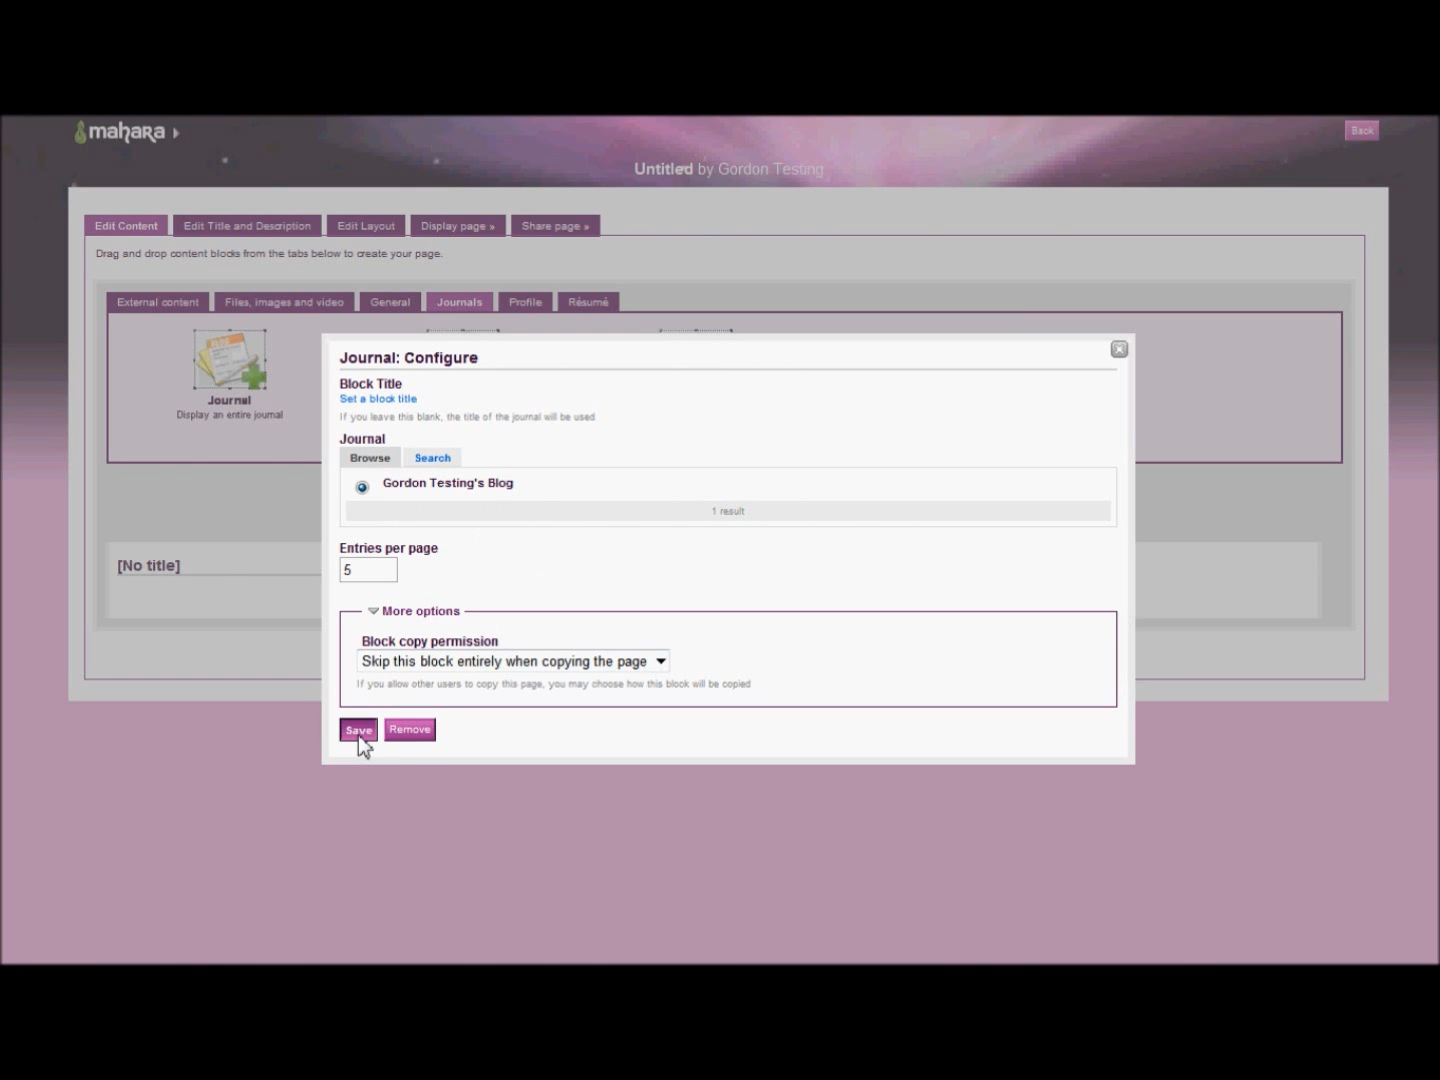 mahara
Back
Untitled by Gordon Testing
Edit Content
Edit Title and Description
Edit Layout
Display page »
Share page »
Drag and drop content blocks from the tabs below to create your page.
External content
Files, images and video
General
Journals
Profile
Résumé
Journal
Display an entire journal
[No title]
Journal: Configure
Block Title
Set a block title
If you leave this blank, the title of the journal will be used
Journal
Browse
Search
Gordon Testing's Blog
1 result
Entries per page
5
More options
Block copy permission
Skip this block entirely when copying the page
If you allow other users to copy this page, you may choose how this block will be copied
Save
Remove